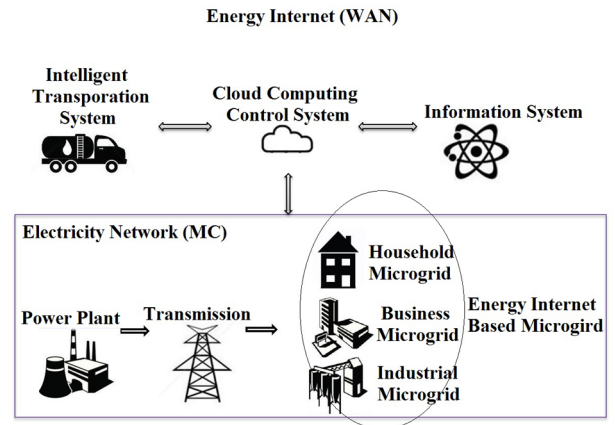 Energy Internet (WAN)
Intelligent
Transporation
System
Cloud Computing
Control System
Information System
Electricity Network (MC)
Power Plant
Transmission
Household
Microgrid
Business
Microgrid
Industrial
Microgrid
Energy Internet
Based Microgird